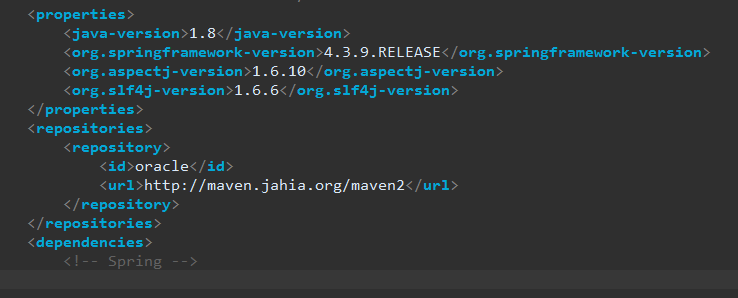 <properties>
<java-version>1.8</java-version>
<org.springframework-version>4.3.9.RELEASE</org.springframework-version>
<org.aspectj-version>1.6.10</org.aspectj-version>
<org.slf4j-version>1.6.6</org.slf4j-version>
</properties>
<repositories>
<repository>
<id>oracle</id>
<url>http://maven.jahia.org/maven2</url>
</repository>
</repositories>
<dependencies>
<!-- Spring -->